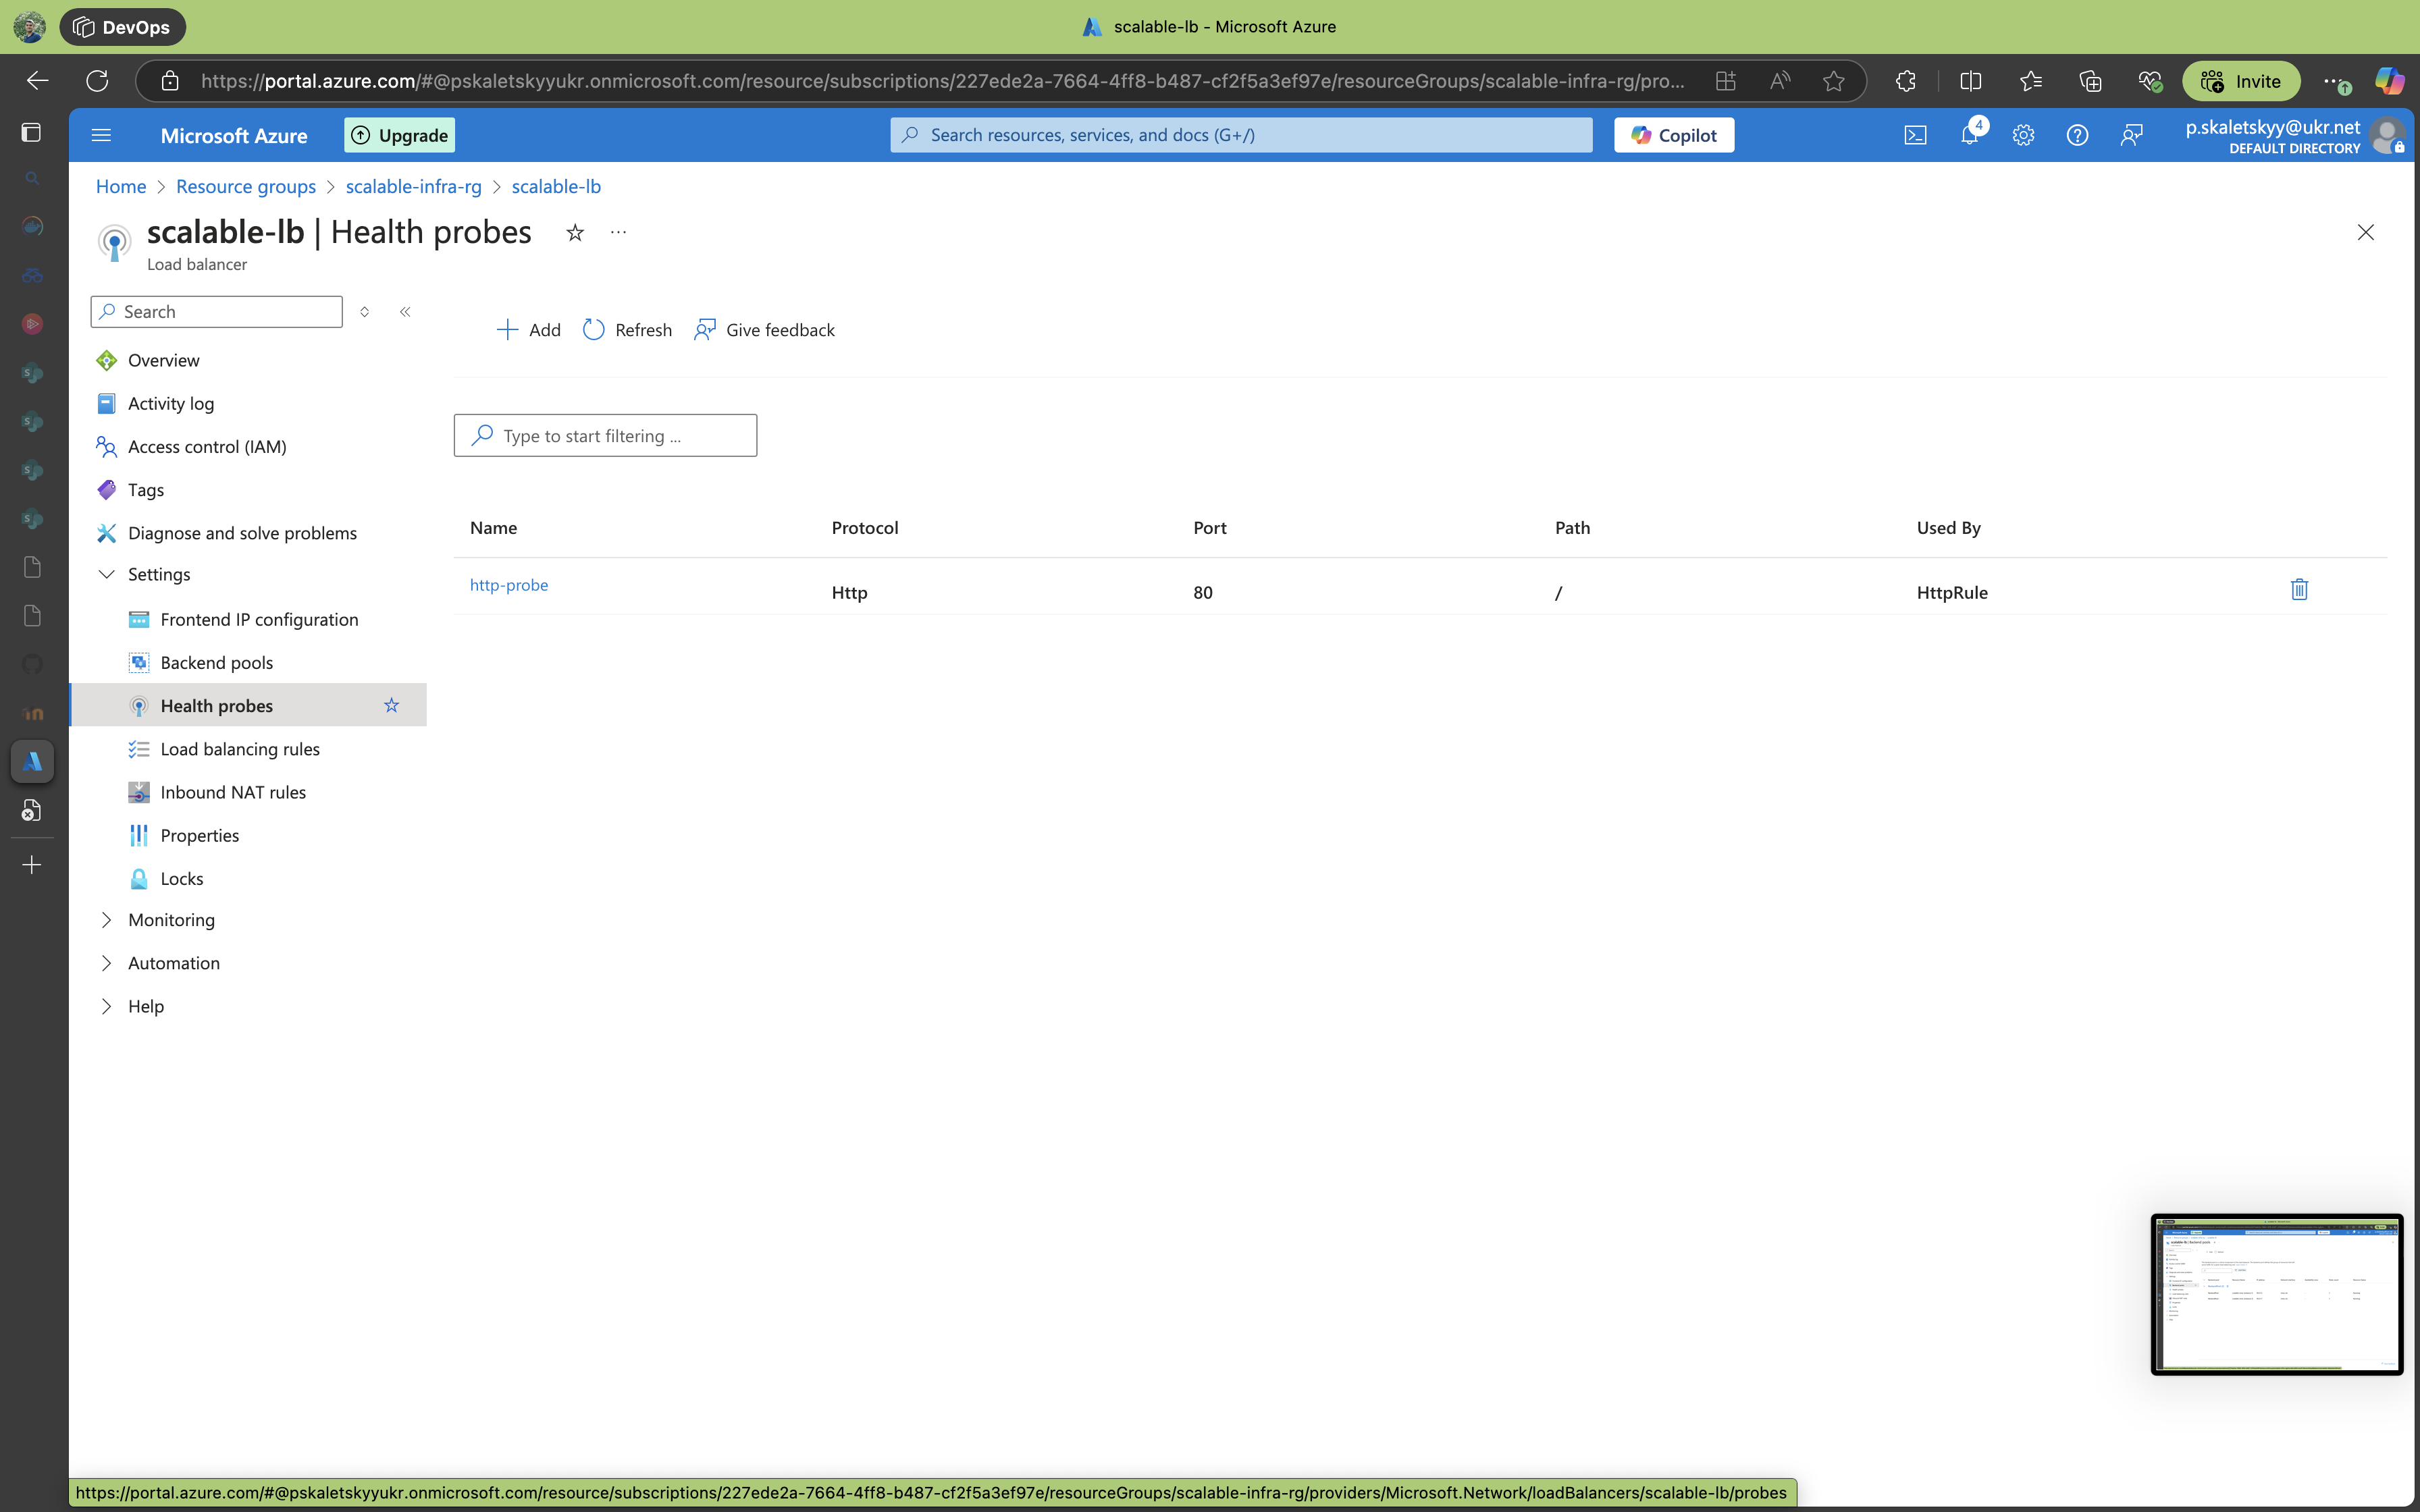 DevOps
scalable-lb - Microsoft Azure
https://portal.azure.com/#@pskaletskyyukr.onmicrosoft.com/resource/subscriptions/227ede2a-7664-4ff8-b487-cf2f5a3ef97e/resourceGroups/scalable-infra-rg/pro...
Invite
Microsoft Azure
Upgrade
Search resources, services, and docs (G+/)
Copilot
4
p.skaletskyy@ukr.net
DEFAULT DIRECTORY
Home > Resource groups > scalable-infra-rg > scalable-lb
scalable-lb | Health probes
Load balancer
Search
Add
Refresh
Give feedback
Overview
Activity log
Access control (IAM)
Tags
Diagnose and solve problems
Settings
Frontend IP configuration
Backend pools
Health probes
Load balancing rules
Inbound NAT rules
Properties
Locks
Monitoring
Automation
Help
Type to start filtering ...
Name Protocol Port Path Used By
http-probe Http 80 / HttpRule
https://portal.azure.com/#@pskaletskyyukr.onmicrosoft.com/resource/subscriptions/227ede2a-7664-4ff8-b487-cf2f5a3ef97e/resourceGroups/scalable-infra-rg/providers/Microsoft.Network/loadBalancers/scalable-lb/probes